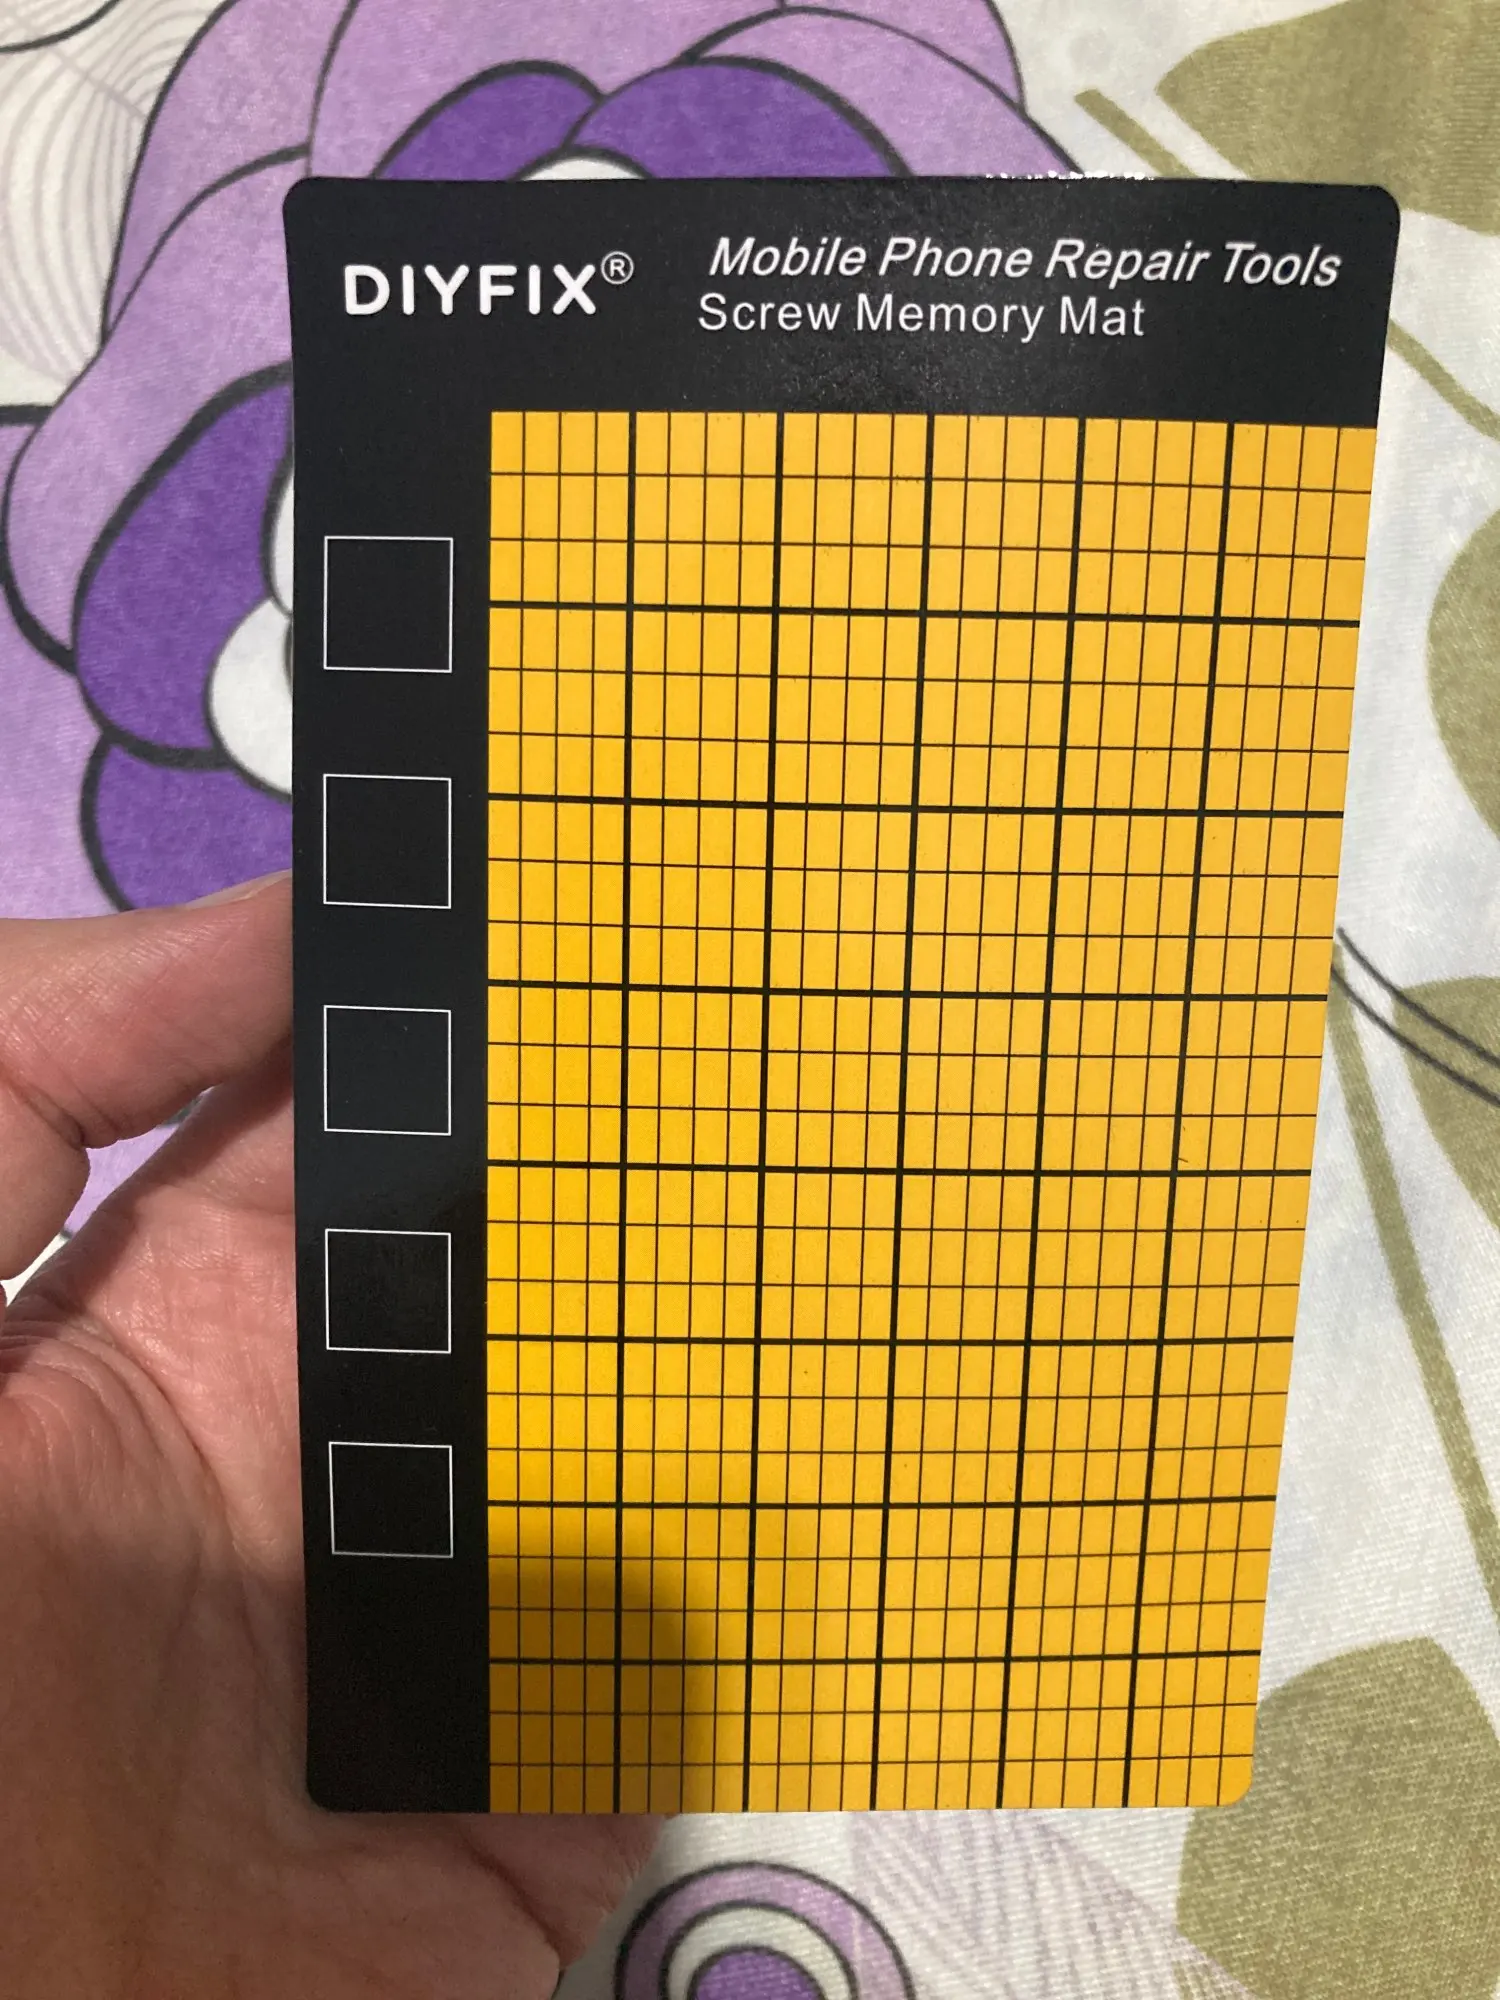 DIYFIX®
Mobile Phone Repair Tools
Screw Memory Mat